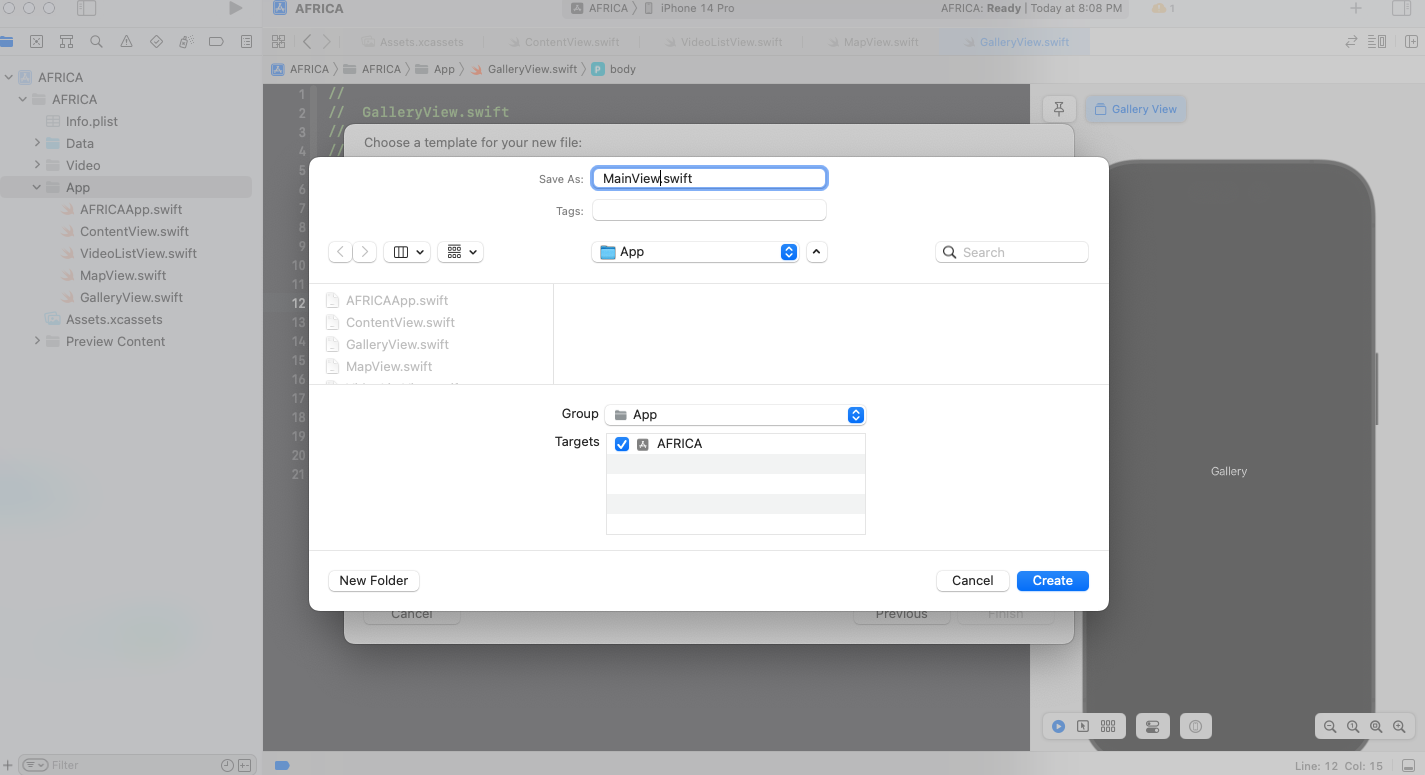 AFRICA
AFRICA
iPhone 14 Pro
AFRICA: Ready | Today at 8:08 PM
1
Assets.xcassets
ContentView.swift
VideoListView.swift
MapView.swift
GalleryView.swift
AFRICA
AFRICA
App
GalleryView.swift
body
AFRICA
AFRICA
Info.plist
Data
Video
App
AFRICAApp.swift
ContentView.swift
VideoListView.swift
MapView.swift
GalleryView.swift
Assets.xcassets
Preview Content
1 //
2 // GalleryView.swift
3 //
4 //
5
6
7
8
9
10
11
12
13
14
15
16
17
18
19
20
21
Gallery View
Choose a template for your new file:
Save As: MainView.swift
Tags:
App
Search
AFRICAApp.swift
ContentView.swift
GalleryView.swift
MapView.swift
Group App
Targets AFRICA
New Folder
Cancel
Create
Cancel
Previous
Finish
Gallery
Filter
Line: 12 Col: 15